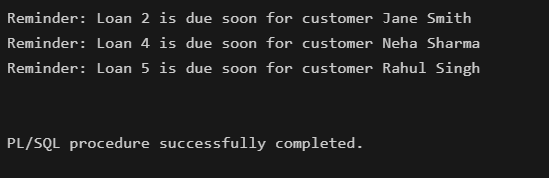 Reminder: Loan 2 is due soon for customer Jane Smith
Reminder: Loan 4 is due soon for customer Neha Sharma
Reminder: Loan 5 is due soon for customer Rahul Singh
PL/SQL procedure successfully completed.